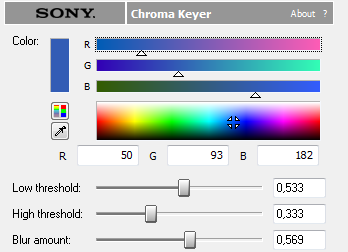 SONY. Chroma Keyer About ?
Color:
R
G
B
R 50 G 93 B 182
Low threshold: 0,533
High threshold: 0,333
Blur amount: 0,569